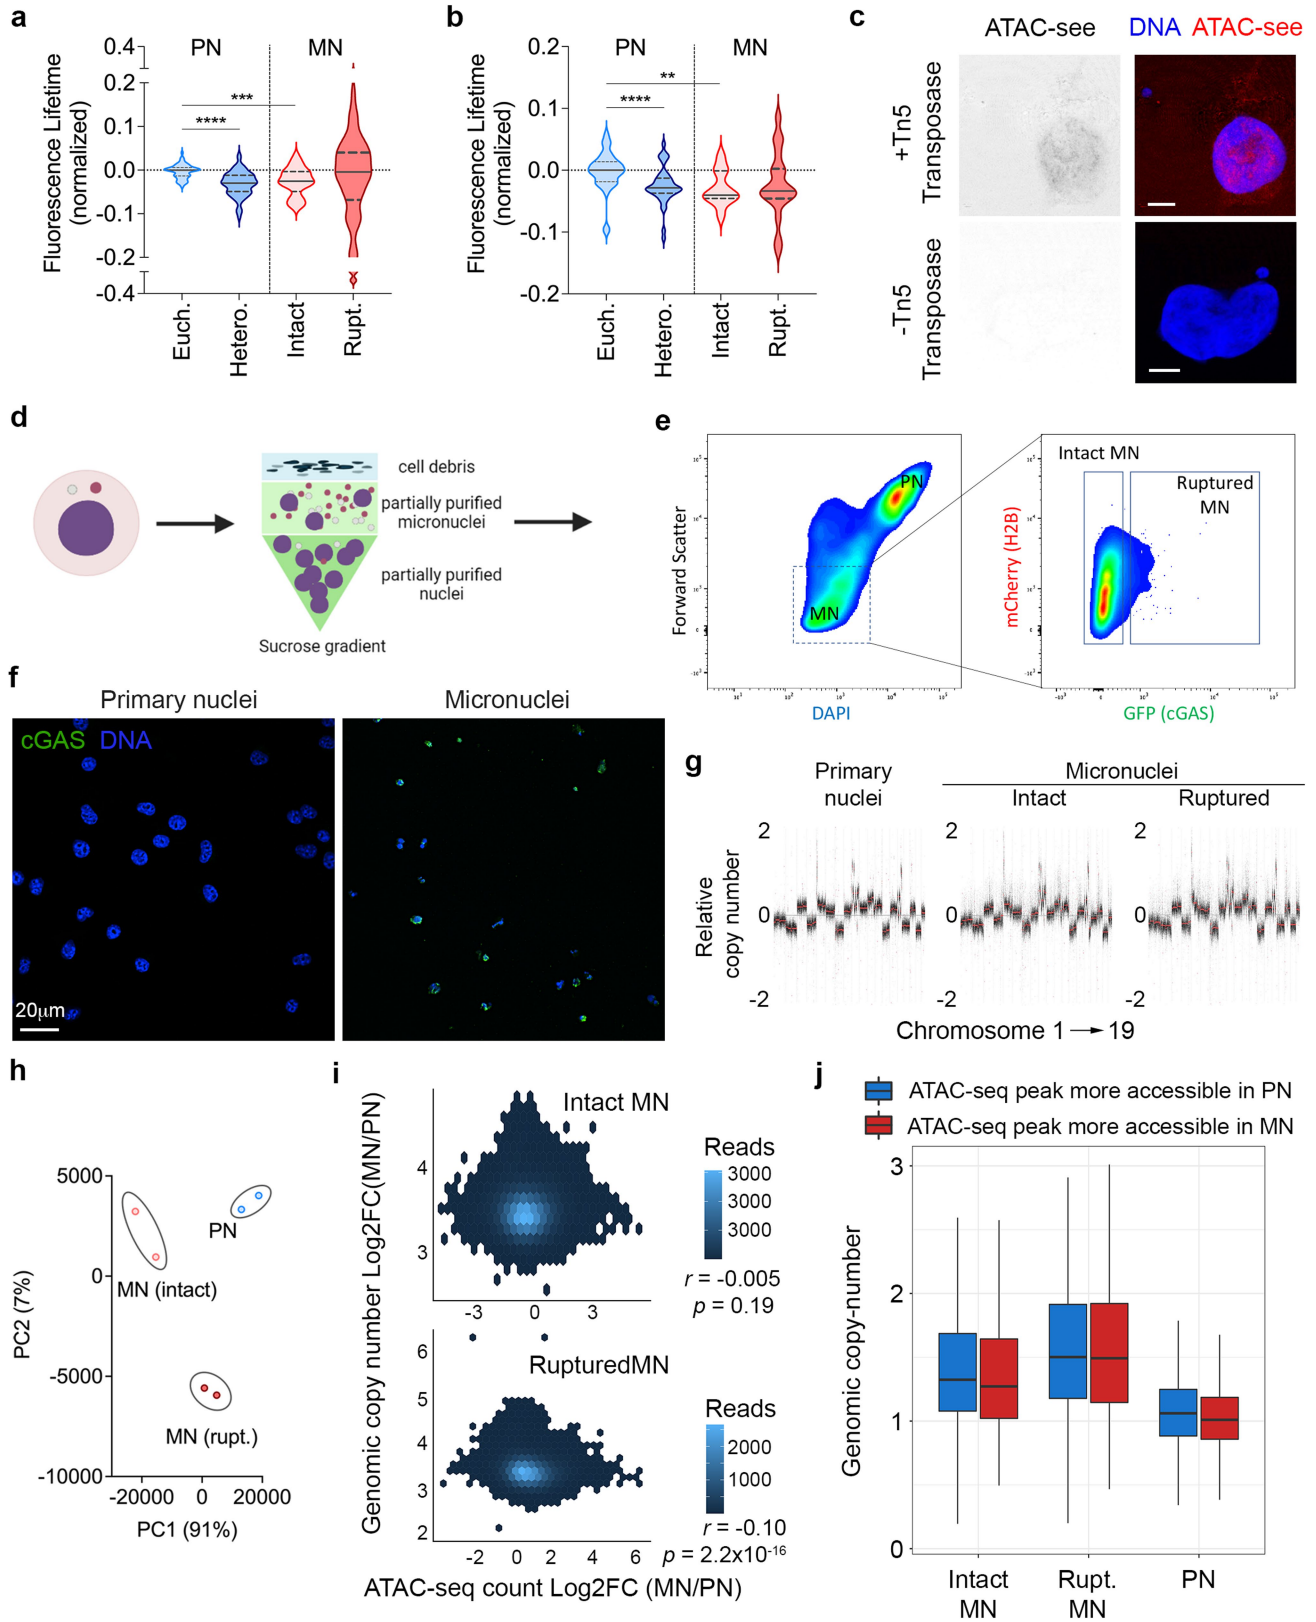 a
Fluorescence Lifetime
(normalized)
0.4
0.2
0.1
0.0
-0.1
-0.2
-0.4
PN
MN
***
****
Euch.
Hetero.
Intact
Rupt.
b
Fluorescence Lifetime
(normalized)
0.2
0.1
0.0
-0.1
-0.2
PN
MN
**
****
Euch.
Hetero.
Intact
Rupt.
c
ATAC-see
DNA ATAC-see
+Tn5
Transposase
-Tn5
Transposase
d
cell debris
partially purified
micronuclei
partially purified
nuclei
Sucrose gradient
e
Forward Scatter
PN
MN
DAPI
mCherry (H2B)
Intact MN
Ruptured
MN
GFP (cGAS)
f
Primary nuclei
Micronuclei
cGAS DNA
20μm
g
Primary
nuclei
Micronuclei
Intact
Ruptured
Relative
copy number
2
0
-2
2
0
-2
2
0
-2
Chromosome 1→19
h
PC2 (7%)
5000
0
-5000
-10000
PN
MN (intact)
MN (rupt.)
-20000 0 20000
PC1 (91%)
i
Genomic copy number Log2FC(MN/PN)
Intact MN
4
3
-3 0 3
Reads
3000
3000
3000
r = -0.005
p = 0.19
RupturedMN
6
5
4
3
2
-2 0 2 4 6
Reads
2000
1000
r = -0.10
p = 2.2x10⁻¹⁶
ATAC-seq count Log2FC (MN/PN)
j
ATAC-seq peak more accessible in PN
ATAC-seq peak more accessible in MN
Genomic copy-number
3
2
1
0
Intact
MN
Rupt.
MN
PN